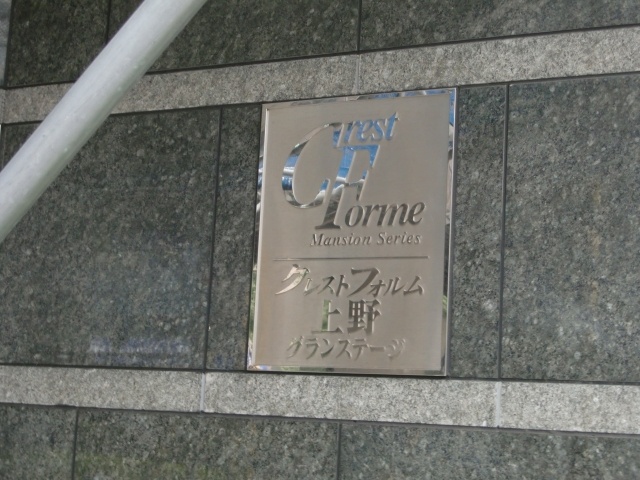 Crest
Forme
Mansion Series
クレストフォルム
上野
グランステージ